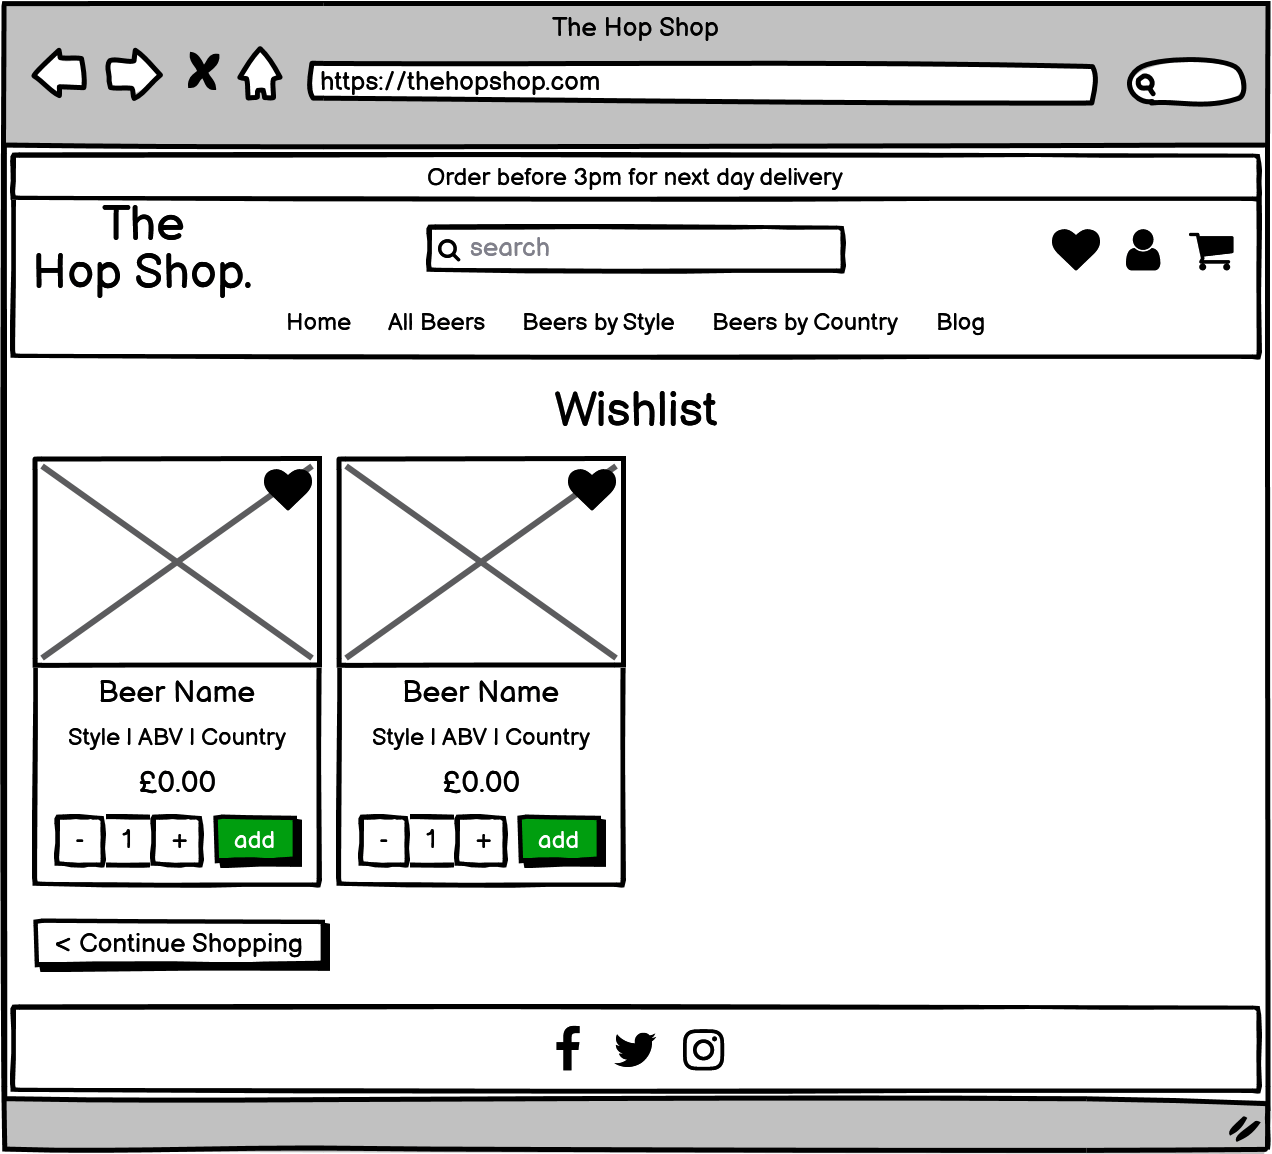 The Hop Shop
https://thehopshop.com
Order before 3pm for next day delivery
The
Hop Shop.
search
Home All Beers Beers by Style Beers by Country Blog
Wishlist
Beer Name
Style | ABV | Country
£0.00
- 1 + add
Beer Name
Style | ABV | Country
£0.00
- 1 + add
< Continue Shopping